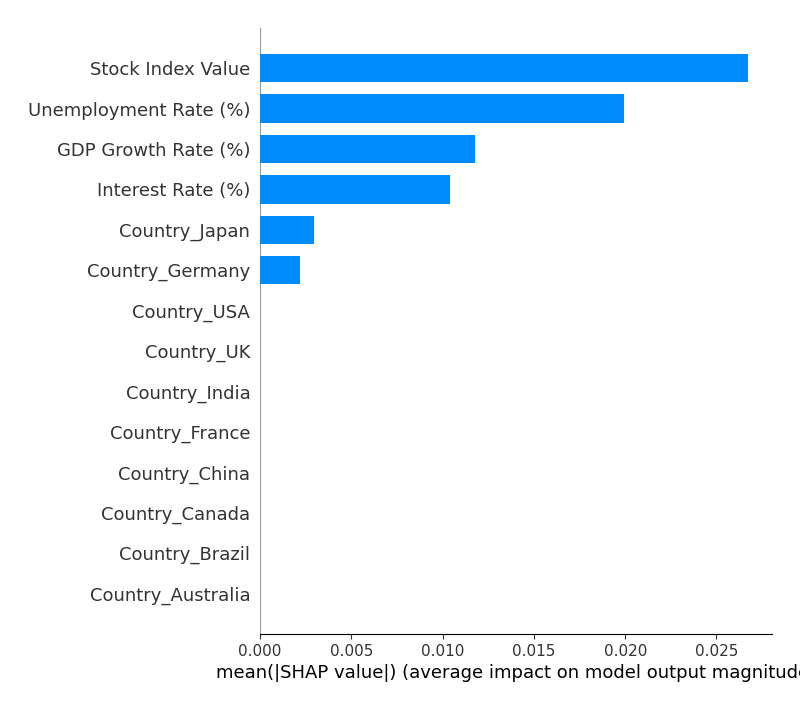 Stock Index Value
Unemployment Rate (%)
GDP Growth Rate (%)
Interest Rate (%)
Country_Japan
Country_Germany
Country_USA
Country_UK
Country_India
Country_France
Country_China
Country_Canada
Country_Brazil
Country_Australia
0.000 0.005 0.010 0.015 0.020 0.025
mean(|SHAP value|) (average impact on model output magnitude